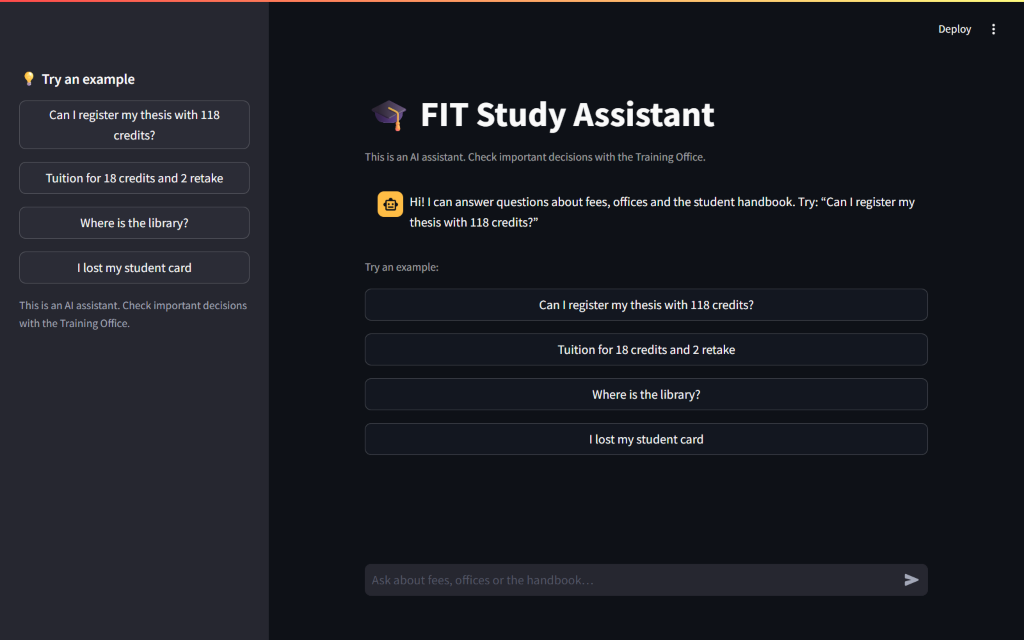 Deploy
Try an example
Can I register my thesis with 118
credits?
Tuition for 18 credits and 2 retake
Where is the library?
I lost my student card
This is an AI assistant. Check important decisions
with the Training Office.
FIT Study Assistant
This is an AI assistant. Check important decisions with the Training Office.
Hi! I can answer questions about fees, offices and the student handbook. Try: “Can I register my
thesis with 118 credits?”
Try an example:
Can I register my thesis with 118 credits?
Tuition for 18 credits and 2 retake
Where is the library?
I lost my student card
Ask about fees, offices or the handbook…